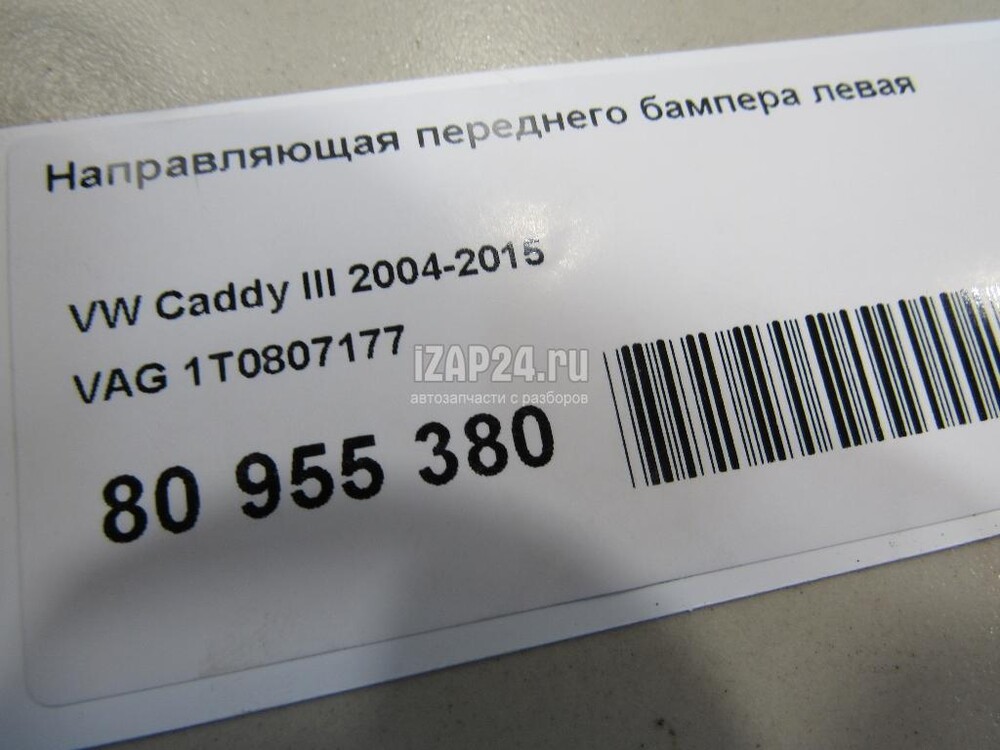 Направляющая переднего бампера левая
VW Caddy III 2004-2015
VAG 1T0807177
iZAP24.ru
автозапчасти с разборов
80 955 380